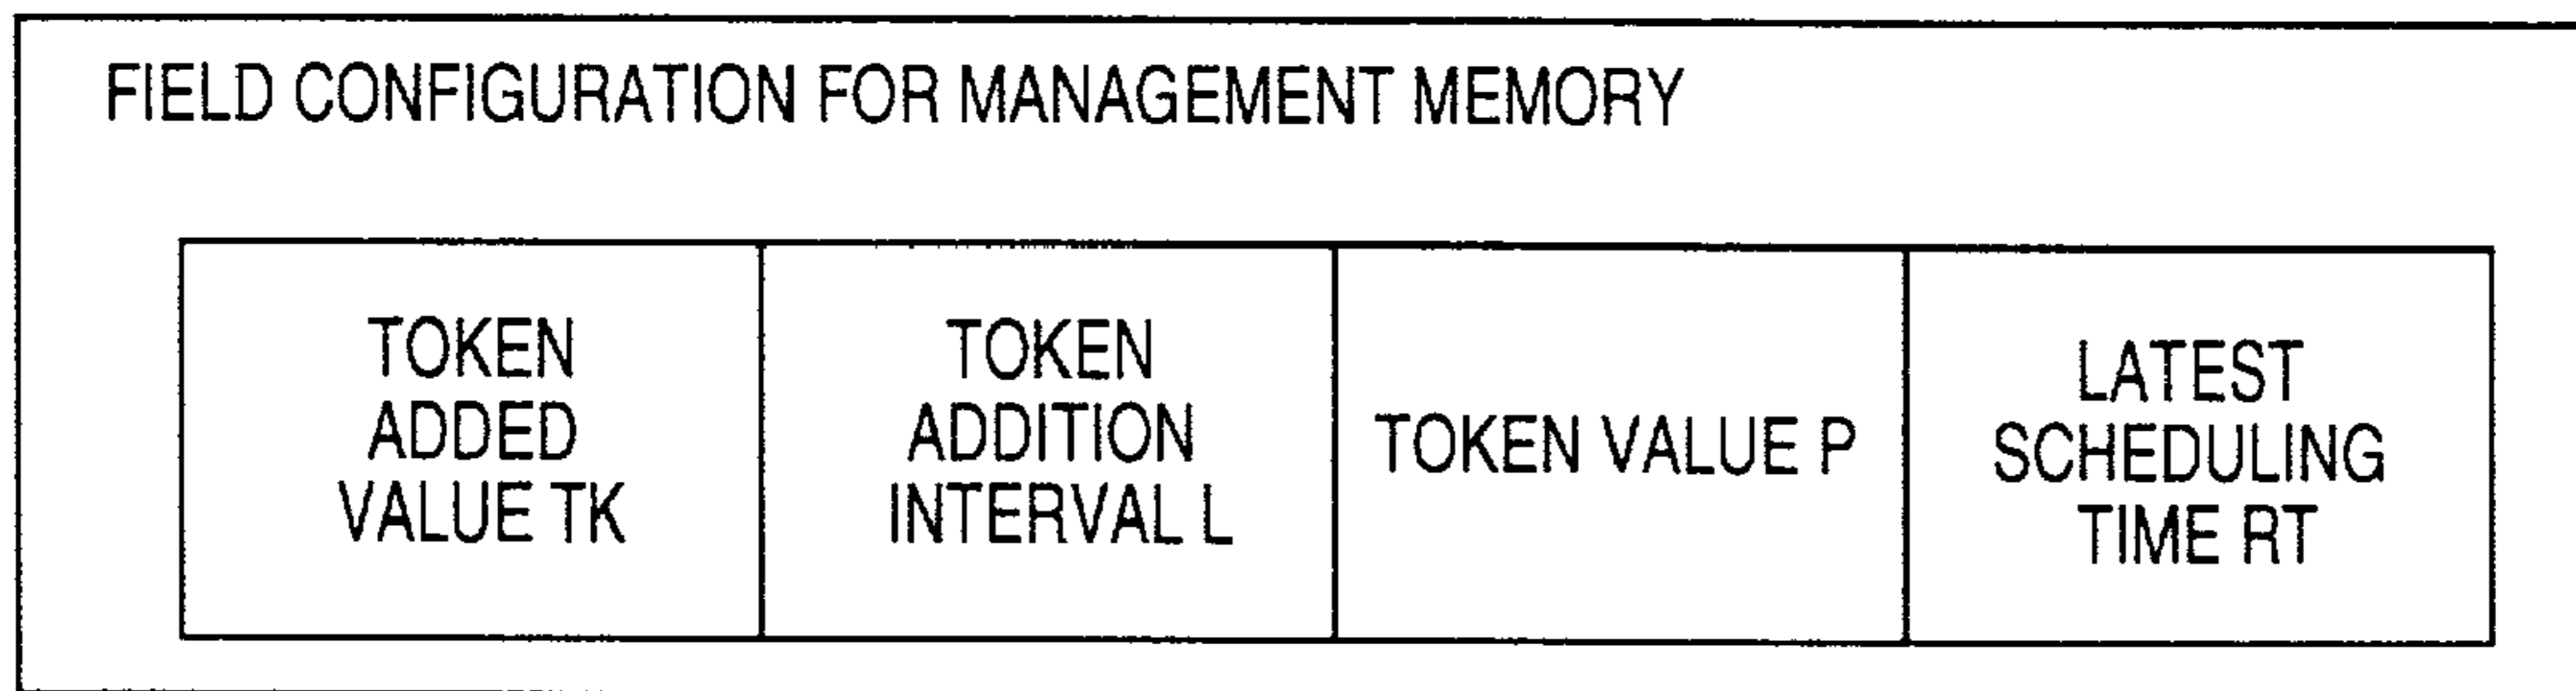 FIELD CONFIGURATION FOR MANAGEMENT MEMORY
TOKEN
ADDED
VALUE TK
TOKEN
ADDITION
INTERVAL L
TOKEN VALUE P
LATEST
SCHEDULING
TIME RT